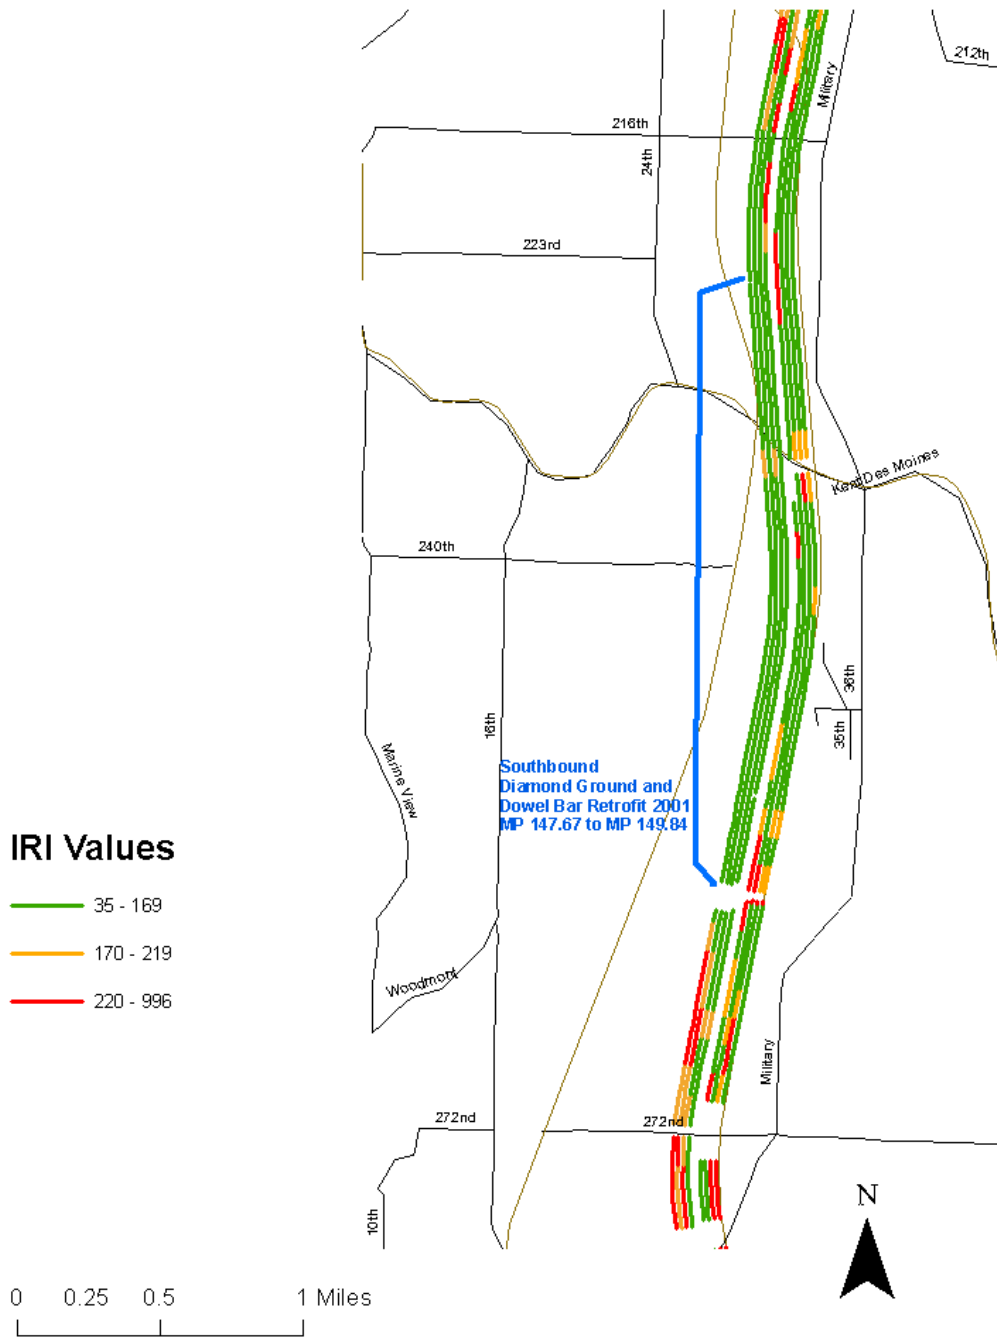 212th
Military
216th
24th
223rd
Kent Des Moines
240th
36th
16th
35th
Marine View
Southbound
Diamond Ground and
Dowel Bar Retrofit 2001
MP 147.67 to MP 149.84
IRI Values
35 - 169
170 - 219
220 - 996
Woodmont
Military
272nd
272nd
10th
N
0 0.25 0.5 1 Miles